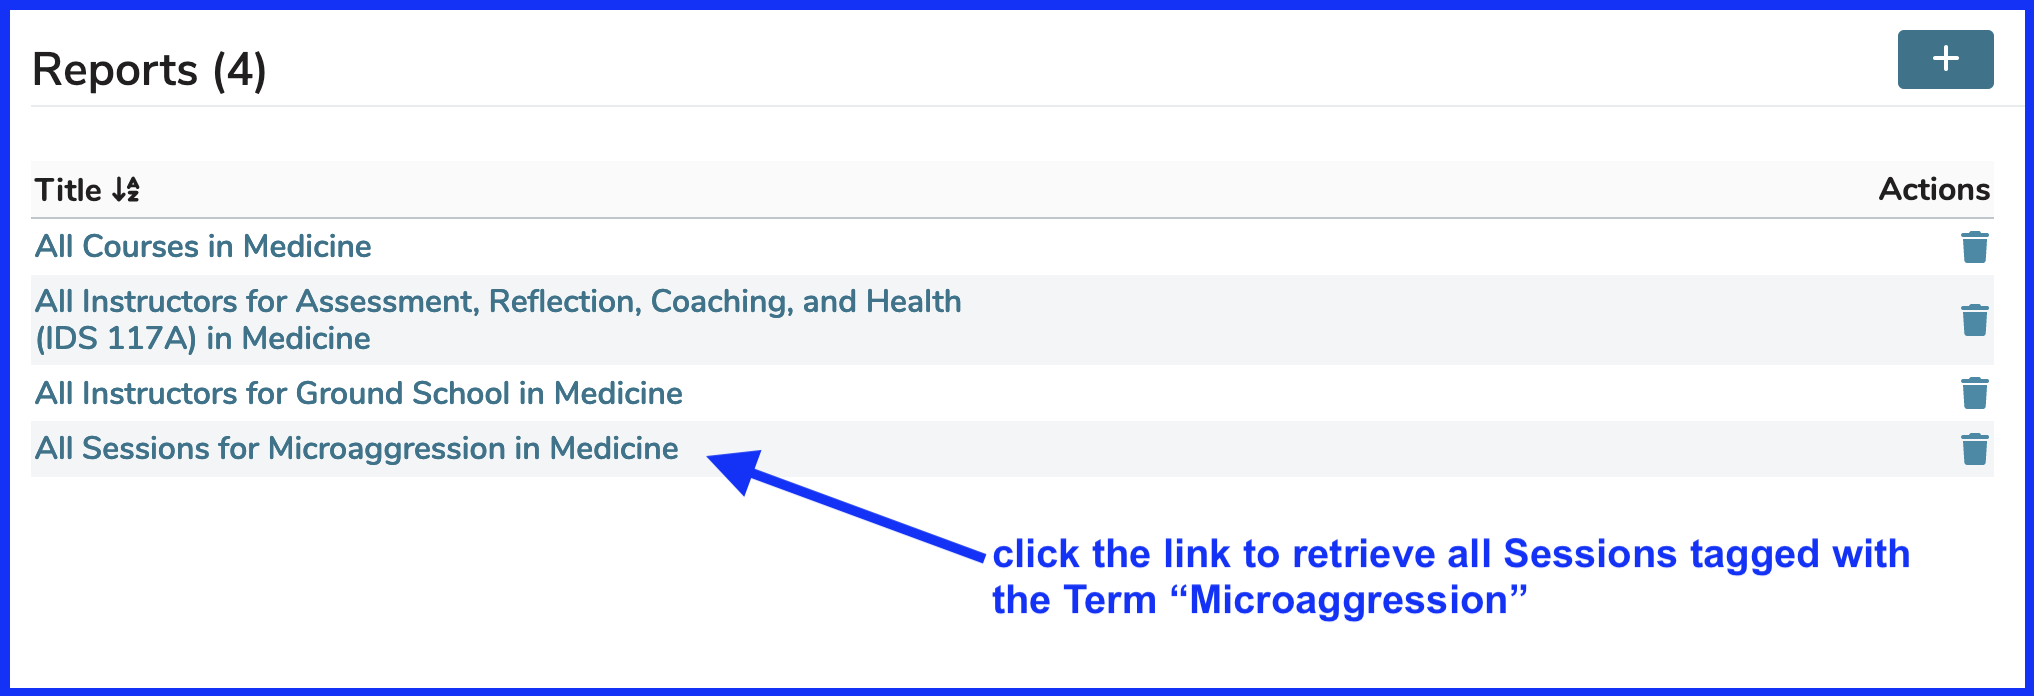 Reports (4)
+
Title
Actions
All Courses in Medicine
All Instructors for Assessment, Reflection, Coaching, and Health
(IDS 117A) in Medicine
All Instructors for Ground School in Medicine
All Sessions for Microaggression in Medicine
click the link to retrieve all Sessions tagged with
the Term “Microaggression”